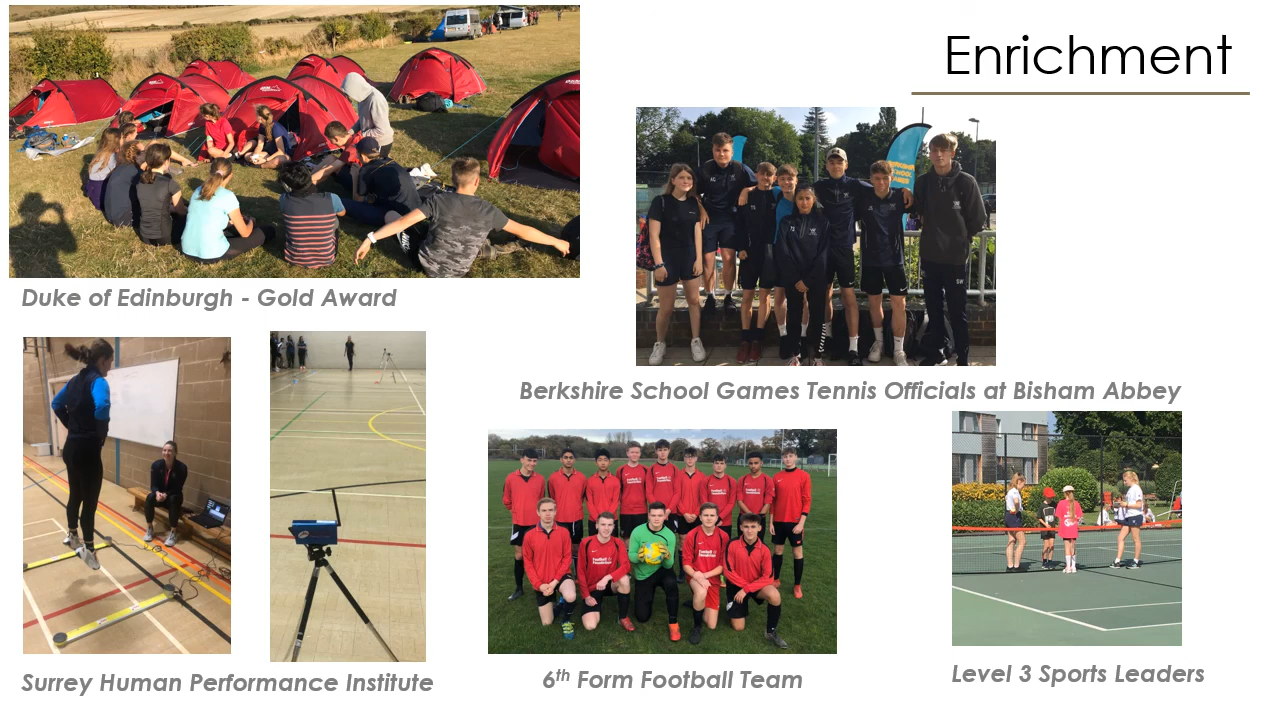 Enrichment
Duke of Edinburgh - Gold Award
Berkshire School Games Tennis Officials at Bisham Abbey
Surrey Human Performance Institute
6th Form Football Team
Level 3 Sports Leaders